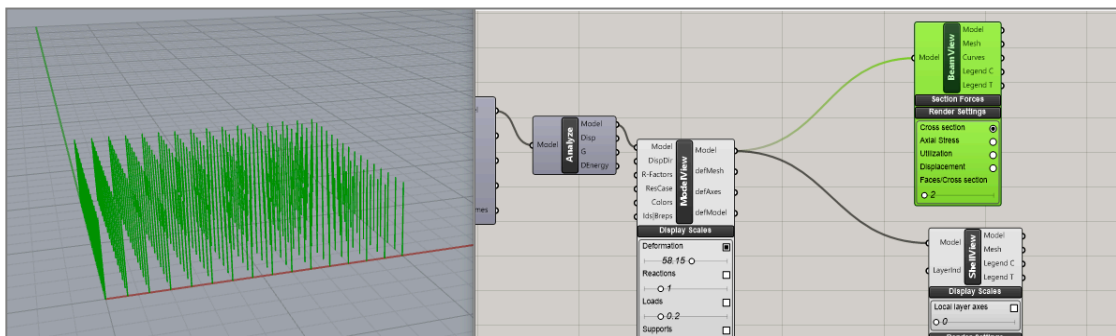 mes
Model
Analyze
Model
Disp
G
DEnergy
Model
DispDir
R-Factors
ResCase
Colors
Ids|Breps
ModelView
Model
defMesh
defAxes
defModel
Display Scales
Deformation
58.15
Reactions
1
Loads
0.2
Supports
Model
BeamView
Model
Mesh
Curves
Legend C
Legend T
Section Forces
Render Settings
Cross section
Axial Stress
Utilization
Displacement
Faces/Cross section
2
Model
LayerInd
ShellView
Model
Mesh
Legend C
Legend T
Display Scales
Local layer axes
0
Render Settings